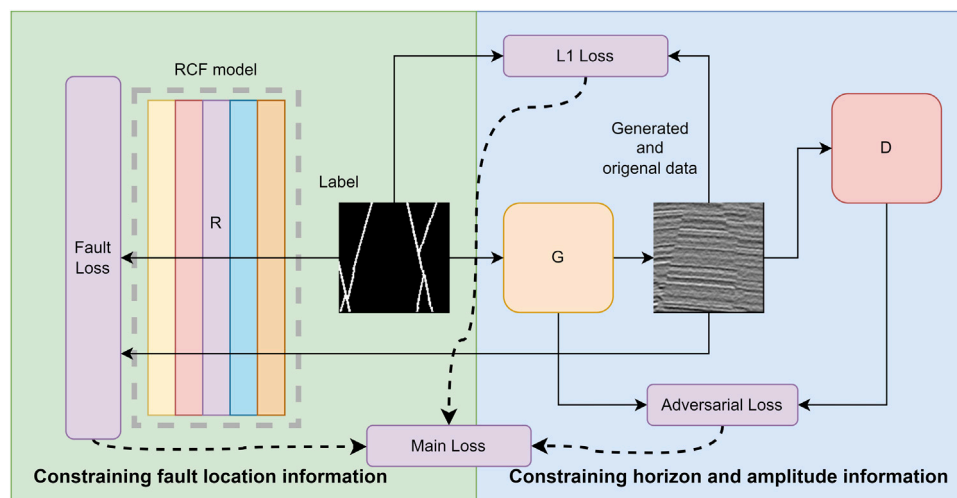 RCF model
L1 Loss
Generated
and
origenal data
D
Label
R
Fault
Loss
G
Adversarial Loss
Main Loss
Constraining fault location information
Constraining horizon and amplitude information